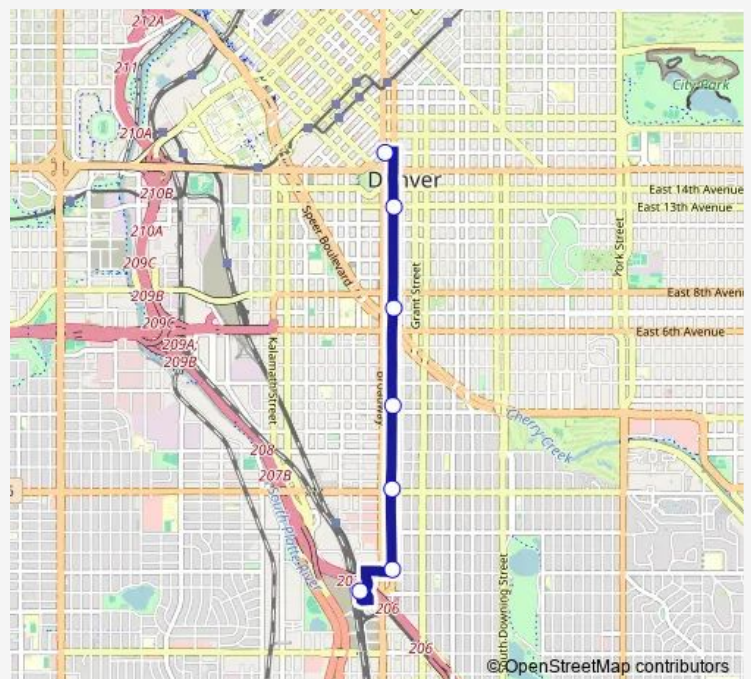 212A
211
City Park
210A
210B
East 14th Avenue
East 13th Avenue
210A
Speer Boulevard
York Street
209C
Grant Street
209B
East 8th Aven
209C
East 6th Avenue
209A;
209B
Kalamath Street
Broadway
Cherry Creek
208
207B
South Platte River
South Downing Street
206
206
© OpenStreetMap contributors